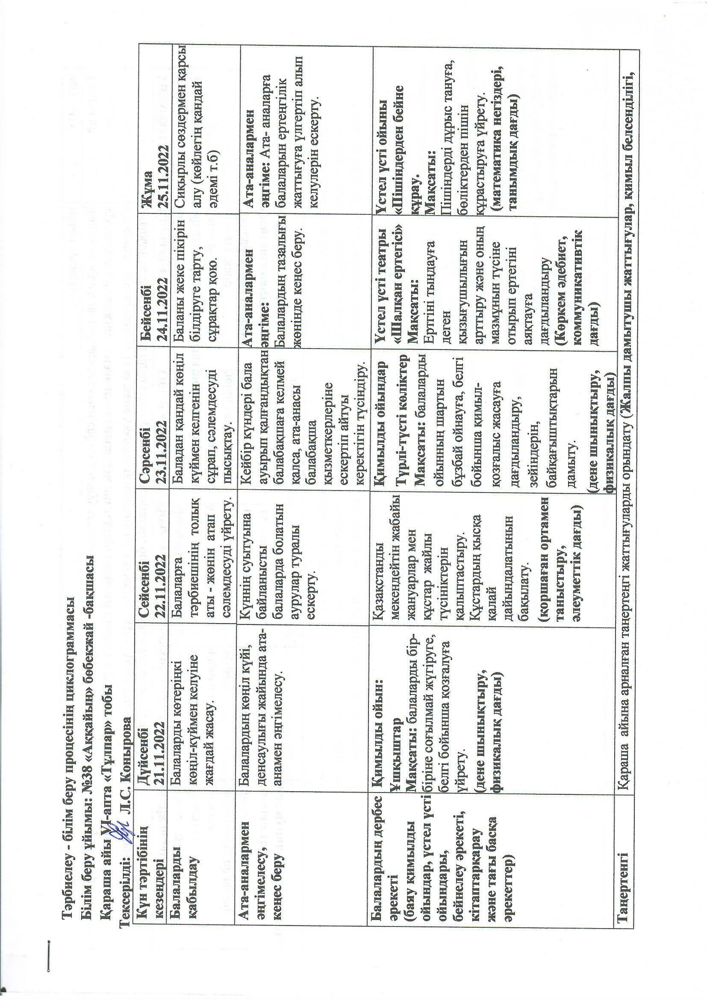 Тәрбиелеу - білім беру процесінің циклограммасы
Білім беру ұйымы: №38 «Аққайың» бөбекжай -бақшасы
Қараша айы VI-апта «Тұлпар» тобы
Тексерілді: Л.С. Конырова
Күн тәртібінің
кезеңдері
Дүйсенбі
21.11.2022
Сейсенбі
22.11.2022
Сәрсенбі
23.11.2022
Бейсенбі
24.11.2022
Жұма
25.11.2022
Балаларды
қабылдау
Балаларды көтеріңкі
көңіл-күймен келуіне
жағдай жасау.
Балаларға
тәрбиешінің толық
аты - жөнін атап
сәлемдесуді үйрету.
Баладан қандай көңіл
күймен келгенін
сұрап, сәлемдесуді
пысықтау.
Баланы жеке пікірін
білдіруге тарту,
сұрақтар қою.
Сиқырлы сөздермен қарсы
алу (көйлегің қандай
әдемі т.б)
Ата-аналармен
әңгімелесу,
кеңес беру
Балалардың көңіл күйі,
денсаулығы жайында ата-
анамен әңгімелесу.
Күннің суытуына
байланысты
балаларда болатын
аурулар туралы
ескерту.
Кейбір күндері бала
ауырып қалғандықтан
балабақшаға келмей
қалса, ата-анасы
балабақша
қызметкерлеріне
ескертіп айтуы
керектігін түсіндіру.
Ата-аналармен
әңгіме:
Балалардың тазалығы
жөнінде кеңес беру.
Ата-аналармен
әңгіме: Ата- аналарға
балаларын ертеңгілік
жаттығуға үлгертіп алып
келулерін ескерту.
Балалардың дербес
әрекеті
(баяу қимылды
ойындар, үстел үсті
ойындары,
бейнелеу әрекеті,
кітаптарқарау
және тағы басқа
әрекеттер)
Қимылды ойын:
Ұшқыштар
Мақсаты: балаларды бір-
біріне соғылмай жүгіруге,
белгі бойынша қозғалуға
үйрету.
(дене шынықтыру,
физикалық дағды)
Қазақстанды
мекендейтін жабайы
жануарлар мен
құстар жайлы
түсініктерін
қалыптастыру.
Құстардың қысқа
қалай
дайындалатынын
бақылату.
(қоршаған ортамен
таныстыру,
әлеуметтік дағды)
Қимылды ойындар
Түрлі-түсті көліктер
Мақсаты: балаларды
ойынның шартын
бұзбай ойнауға, белгі
бойынша қимыл-
қозғалыс жасауға
дағдыландыру,
зейіндерін,
байқағыштықтарын
дамыту.
(дене шынықтыру,
физикалық дағды)
Үстел үсті театры
«Шалқан ертегісі»
Мақсаты:
Ертгіні тындауға
деген
қызығушылығын
арттыру және оның
мазмұнын түсіне
отырып ертегіні
аяқтауға
дағдыландыру
(Көркем әдебиет,
коммуникативтік
дағды)
Үстел үсті ойыны
«Пішіндерден бейне
құрау.
Мақсаты:
Пішіндерді дұрыс тануға,
бөліктерден пішін
құрастыруға үйрету.
(математика негіздері,
танымдық дағды)
Таңертеңгі
Қараша айына арналған таңертеңгі жаттығуларды орындату (Жалпы дамытушы жаттығулар, қимыл белсенділігі,